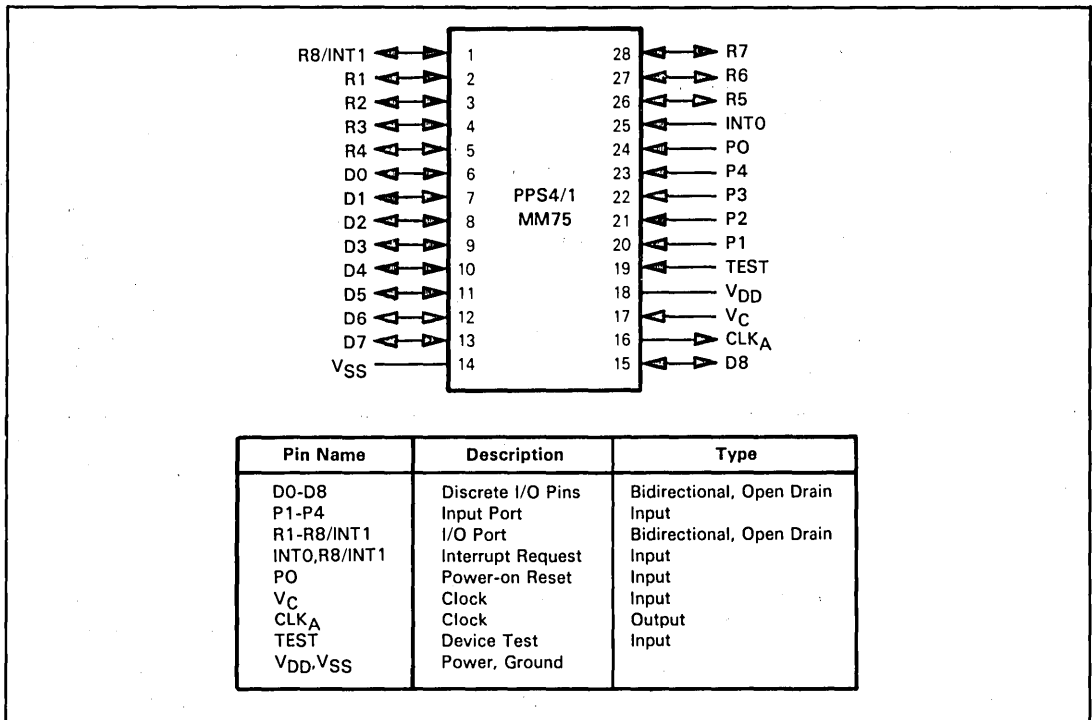 R8/INT1 1 28 R7
R1 2 27 R6
R2 3 26 R5
R3 4 25 INT0
R4 5 24 PO
D0 6 23 P4
D1 7 PPS4/1 22 P3
D2 8 MM75 21 P2
D3 9 20 P1
D4 10 19 TEST
D5 11 18 VDD
D6 12 17 VC
D7 13 16 CLKA
VSS 14 15 D8
Pin Name Description Type
D0-D8 Discrete I/O Pins Bidirectional, Open Drain
P1-P4 Input Port Input
R1-R8/INT1 I/O Port Bidirectional, Open Drain
INT0,R8/INT1 Interrupt Request Input
PO Power-on Reset Input
VC Clock Input
CLKA Clock Output
TEST Device Test Input
VDD,VSS Power, Ground